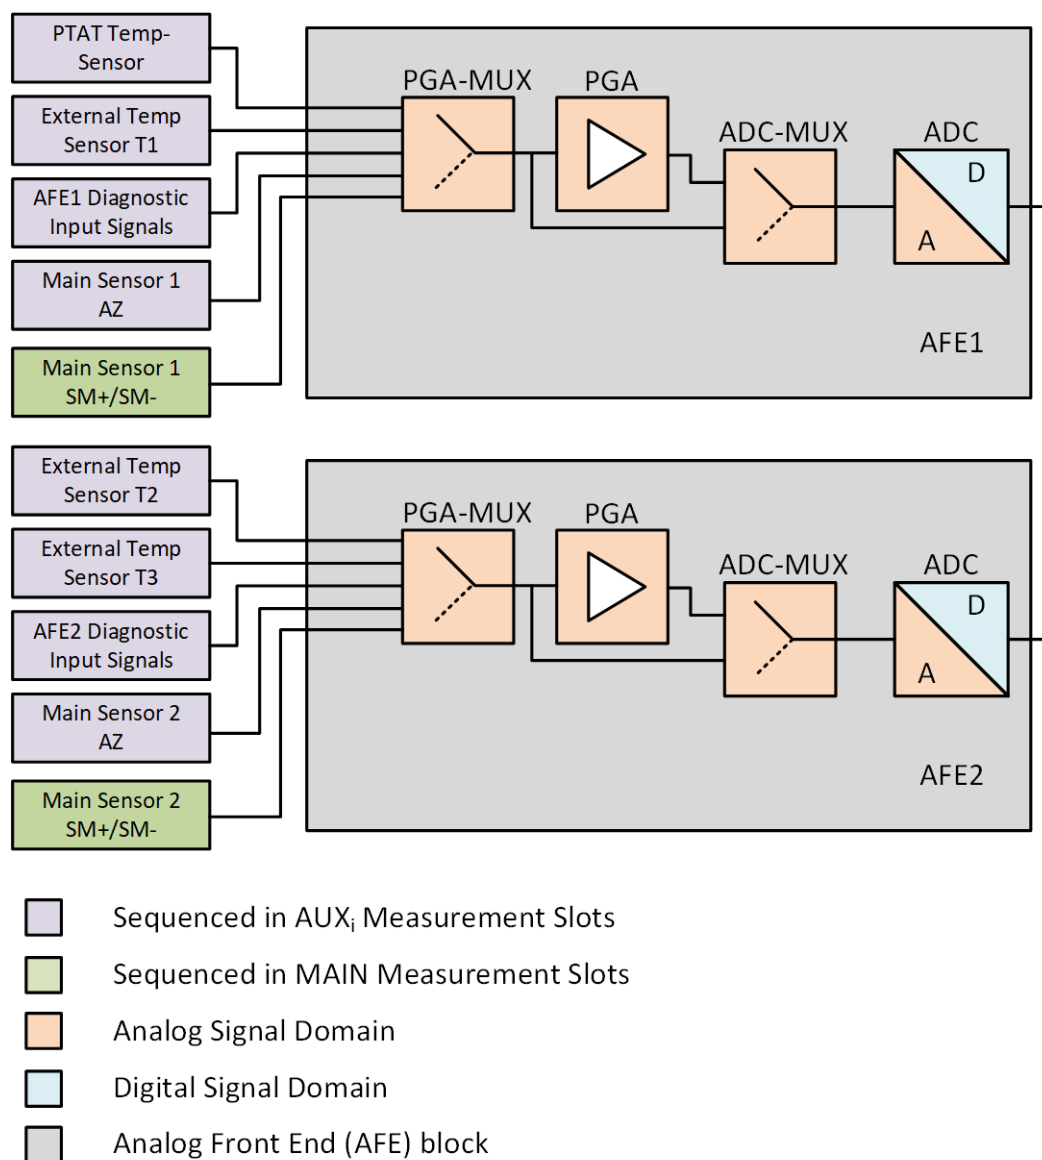 PTAT Temp-
Sensor
External Temp
Sensor T1
AFE1 Diagnostic
Input Signals
Main Sensor 1
AZ
Main Sensor 1
SM+/SM-
PGA-MUX
PGA
ADC-MUX
ADC
D
A
AFE1
External Temp
Sensor T2
External Temp
Sensor T3
AFE2 Diagnostic
Input Signals
Main Sensor 2
AZ
Main Sensor 2
SM+/SM-
PGA-MUX
PGA
ADC-MUX
ADC
D
A
AFE2
Sequenced in AUXi Measurement Slots
Sequenced in MAIN Measurement Slots
Analog Signal Domain
Digital Signal Domain
Analog Front End (AFE) block